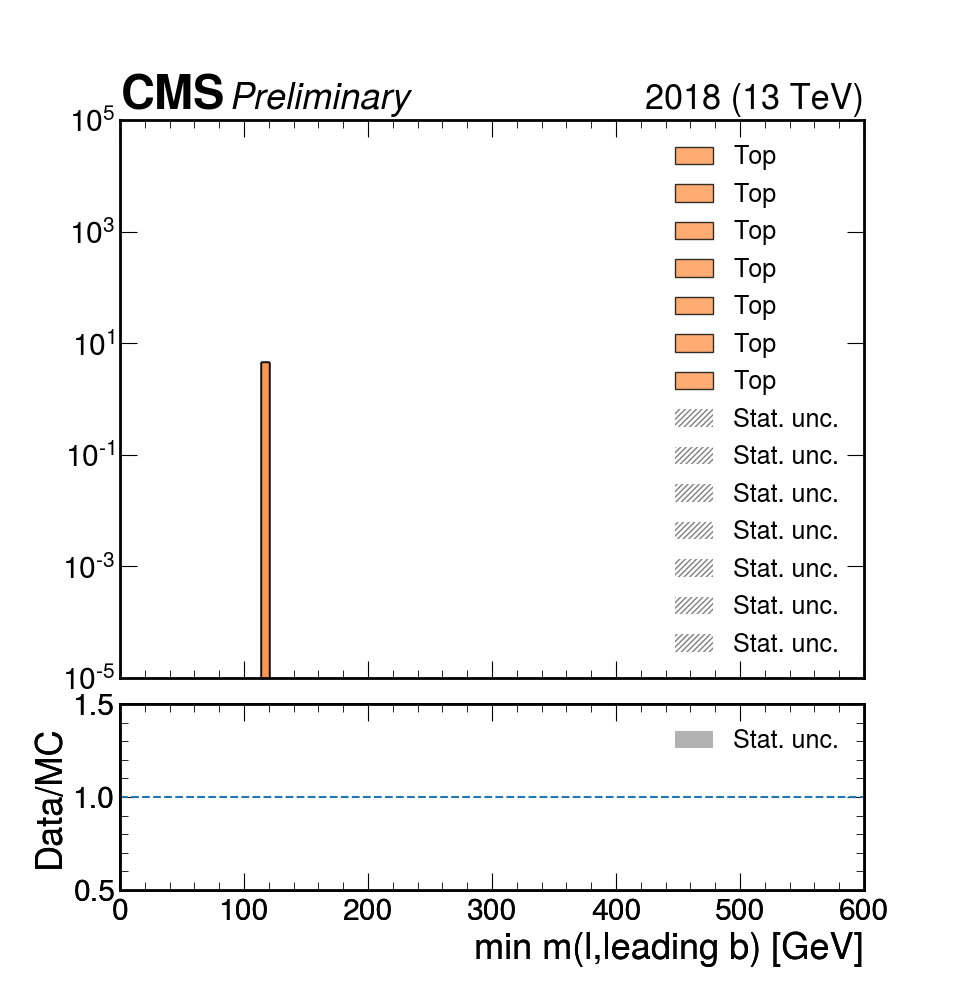 CMS Preliminary 2018 (13 TeV)
10^5
10^3
10^1
10^-1
10^-3
10^-5
Top
Top
Top
Top
Top
Top
Top
Stat. unc.
Stat. unc.
Stat. unc.
Stat. unc.
Stat. unc.
Stat. unc.
Stat. unc.
Data/MC
1.5
1.0
0.5
Stat. unc.
0 100 200 300 400 500 600
min m(l,leading b) [GeV]